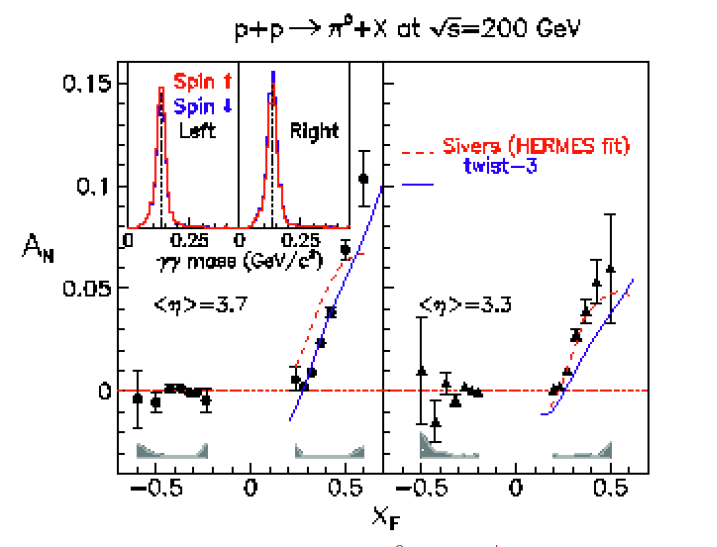 p+p → π⁰+X at √s=200 GeV
0.15
0.1
0.05
0
A_N
Spin ↑
Spin ↓
Left
Right
0 0.25 0 0.25
γγ mass (GeV/c²)
<η>=3.7
Sivers (HERMES fit)
twist-3
<η>=3.3
−0.5 0 0.5 −0.5 0 0.5
x_F